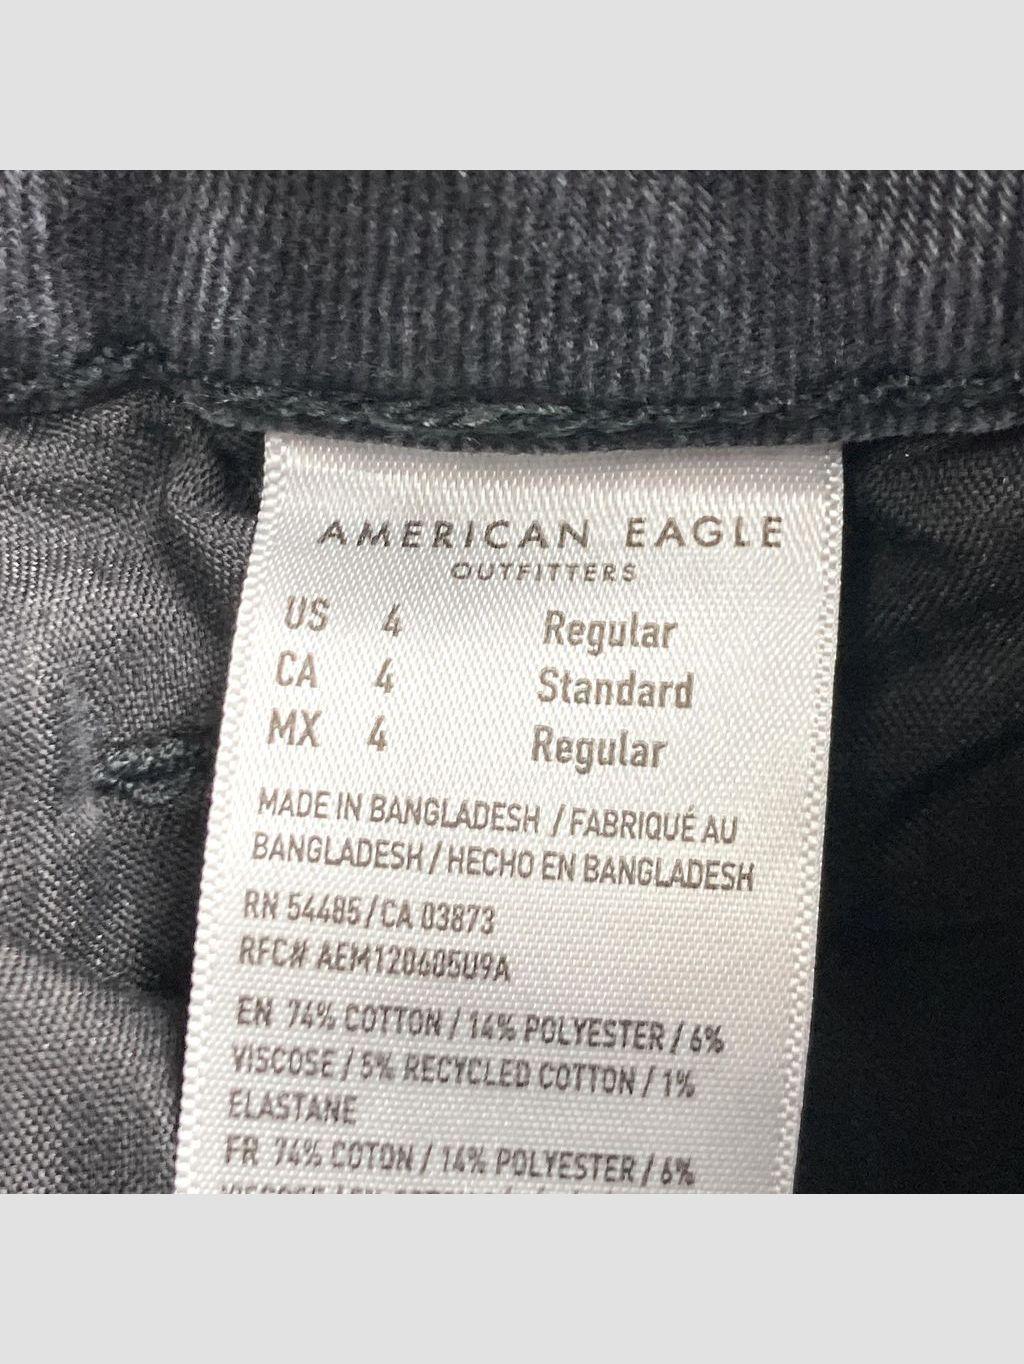 AMERICAN EAGLE
OUTFITTERS
US 4 Regular
CA 4 Standard
MX 4 Regular
MADE IN BANGLADESH / FABRIQUÉ AU
BANGLADESH / HECHO EN BANGLADESH
RN 54485/CA 03873
RFC# AEM120605U9A
EN 74% COTTON / 14% POLYESTER / 6%
VISCOSE / 5% RECYCLED COTTON / 1%
ELASTANE
FR 74% COTON / 14% POLYESTER / 6%